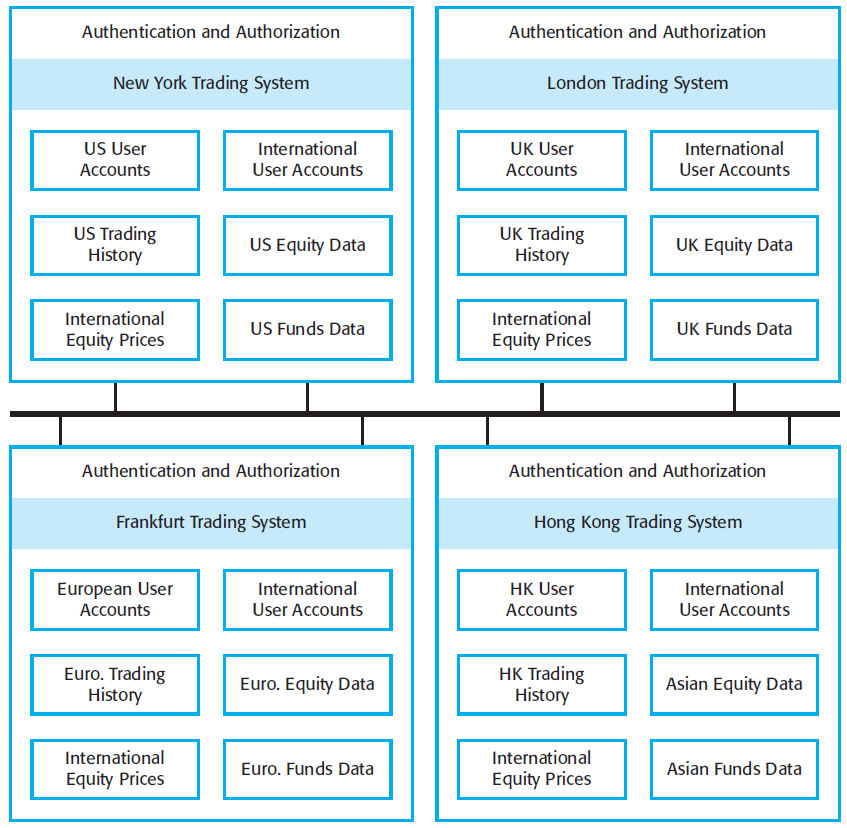 Authentication and Authorization
New York Trading System
US User
Accounts
International
User Accounts
US Trading
History
US Equity Data
International
Equity Prices
US Funds Data
Authentication and Authorization
London Trading System
UK User
Accounts
International
User Accounts
UK Trading
History
UK Equity Data
International
Equity Prices
UK Funds Data
Authentication and Authorization
Frankfurt Trading System
European User
Accounts
International
User Accounts
Euro. Trading
History
Euro. Equity Data
International
Equity Prices
Euro. Funds Data
Authentication and Authorization
Hong Kong Trading System
HK User
Accounts
International
User Accounts
HK Trading
History
Asian Equity Data
International
Equity Prices
Asian Funds Data